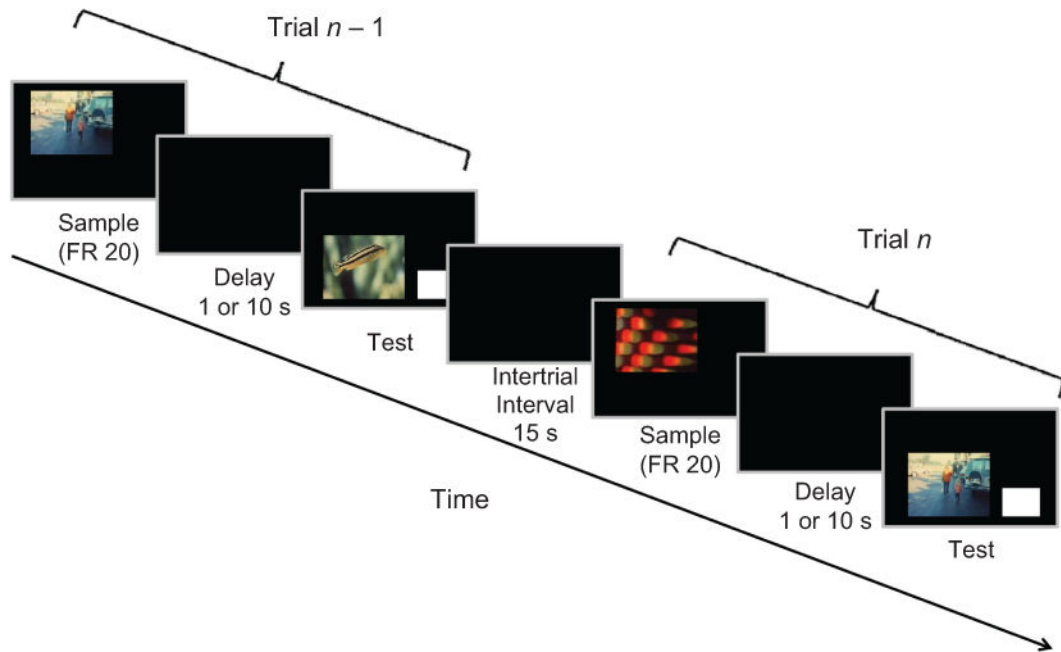 Trial n – 1
Sample
(FR 20)
Delay
1 or 10 s
Test
Intertrial
Interval
15 s
Trial n
Sample
(FR 20)
Delay
1 or 10 s
Test
Time